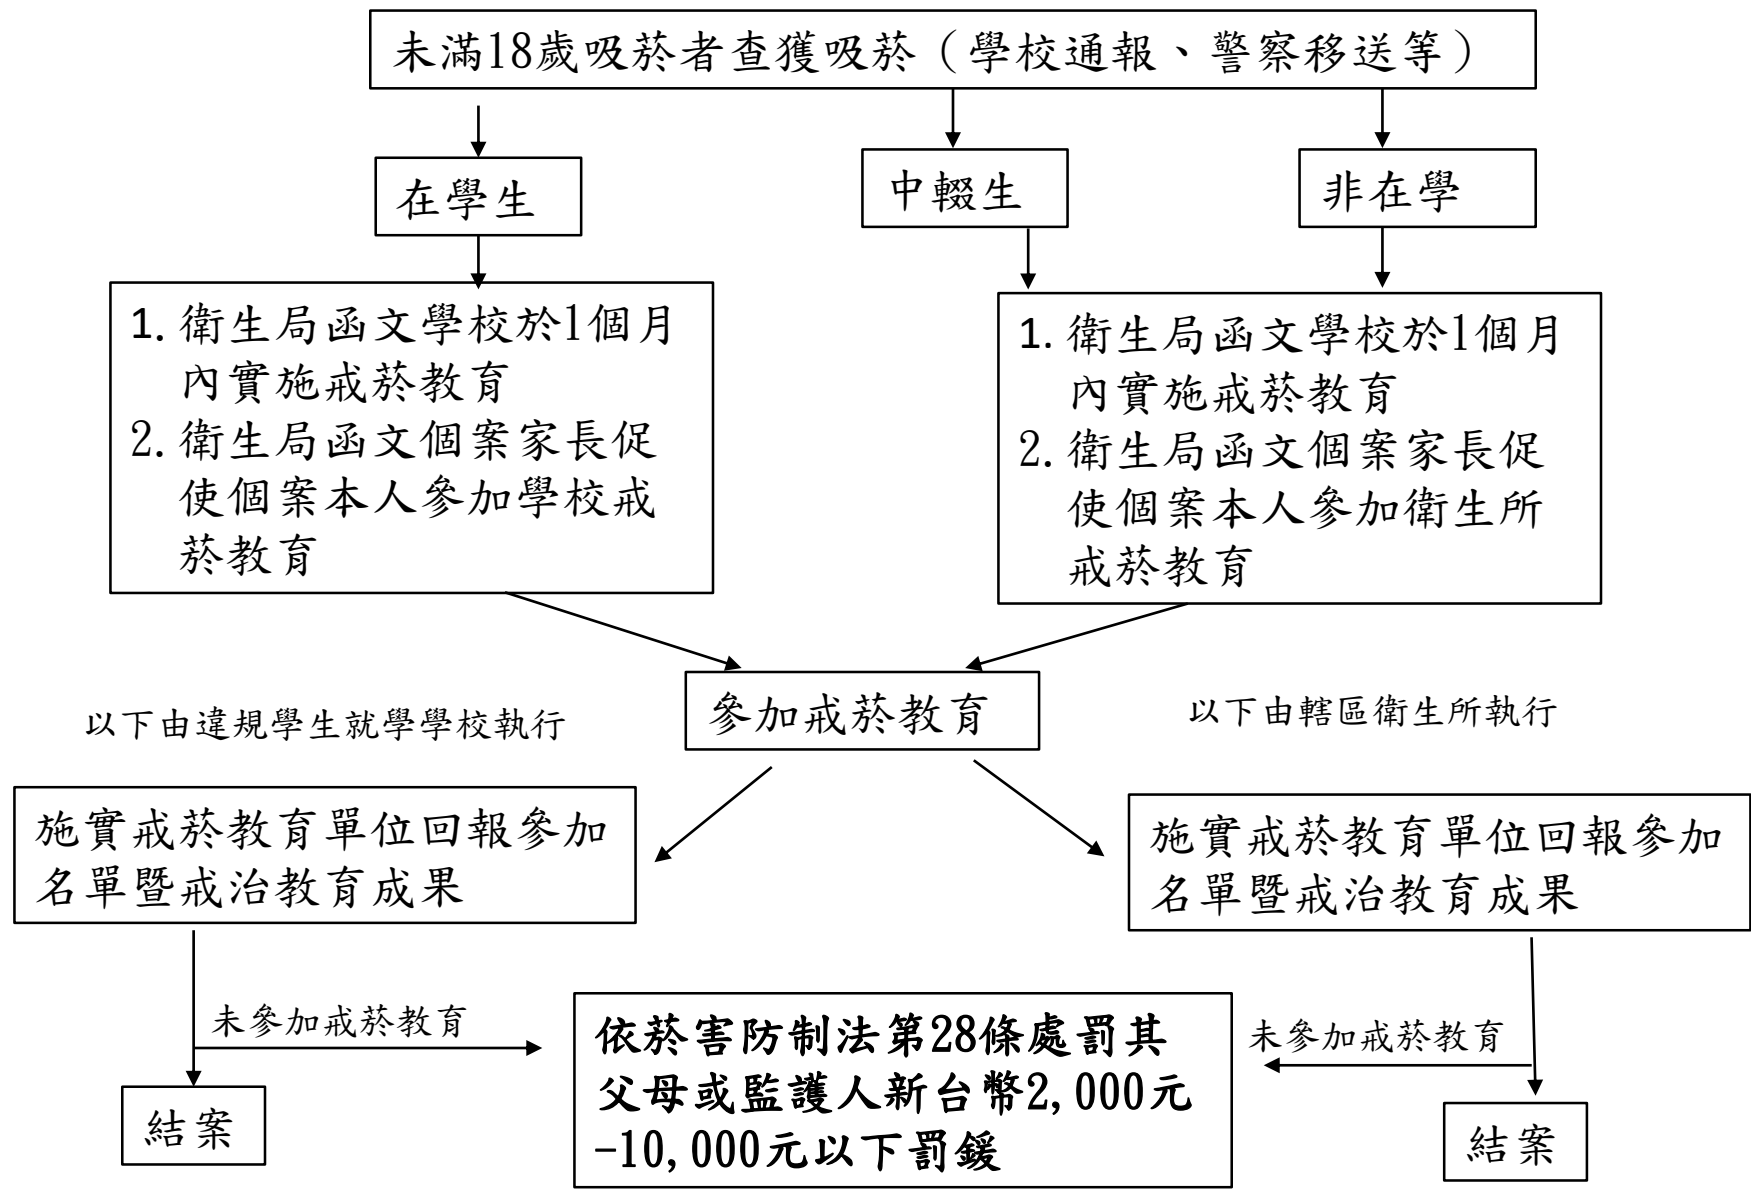 未滿18歲吸菸者查獲吸菸（學校通報、警察移送等）
在學生
中輟生
非在學
1. 衛生局函文學校於1個月
內實施戒菸教育
2. 衛生局函文個案家長促
使個案本人參加學校戒
菸教育
1. 衛生局函文學校於1個月
內實施戒菸教育
2. 衛生局函文個案家長促
使個案本人參加衛生所
戒菸教育
參加戒菸教育
以下由違規學生就學學校執行
以下由轄區衛生所執行
施實戒菸教育單位回報參加
名單暨戒治教育成果
施實戒菸教育單位回報參加
名單暨戒治教育成果
未參加戒菸教育
依菸害防制法第28條處罰其
父母或監護人新台幣2,000元
-10,000元以下罰鍰
未參加戒菸教育
結案
結案